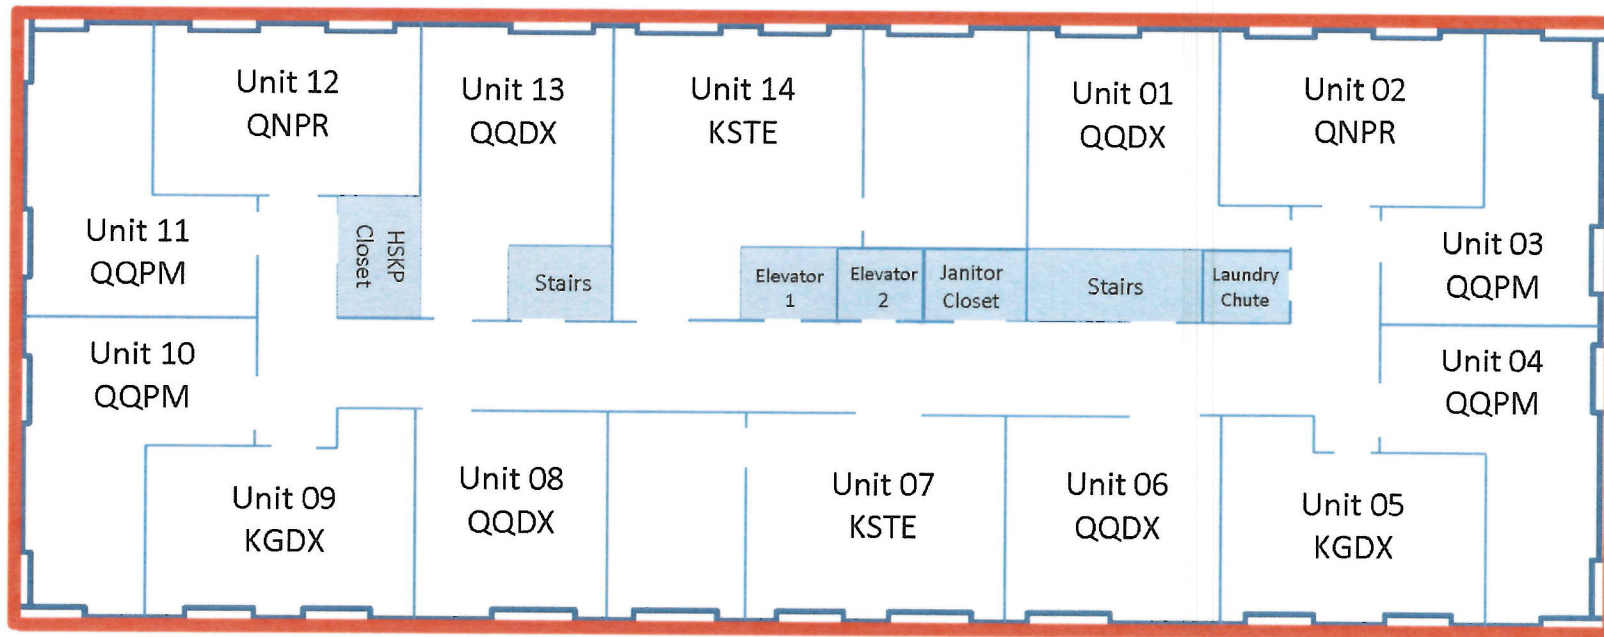 Unit 12
QNPR
Unit 13
QQDX
Unit 14
KSTE
Unit 01
QQDX
Unit 02
QNPR
Unit 11
QQPM
HSKP
Closet
Stairs
Elevator
1
Elevator
2
Janitor
Closet
Stairs
Laundry
Chute
Unit 03
QQPM
Unit 10
QQPM
Unit 04
QQPM
Unit 09
KGDX
Unit 08
QQDX
Unit 07
KSTE
Unit 06
QQDX
Unit 05
KGDX